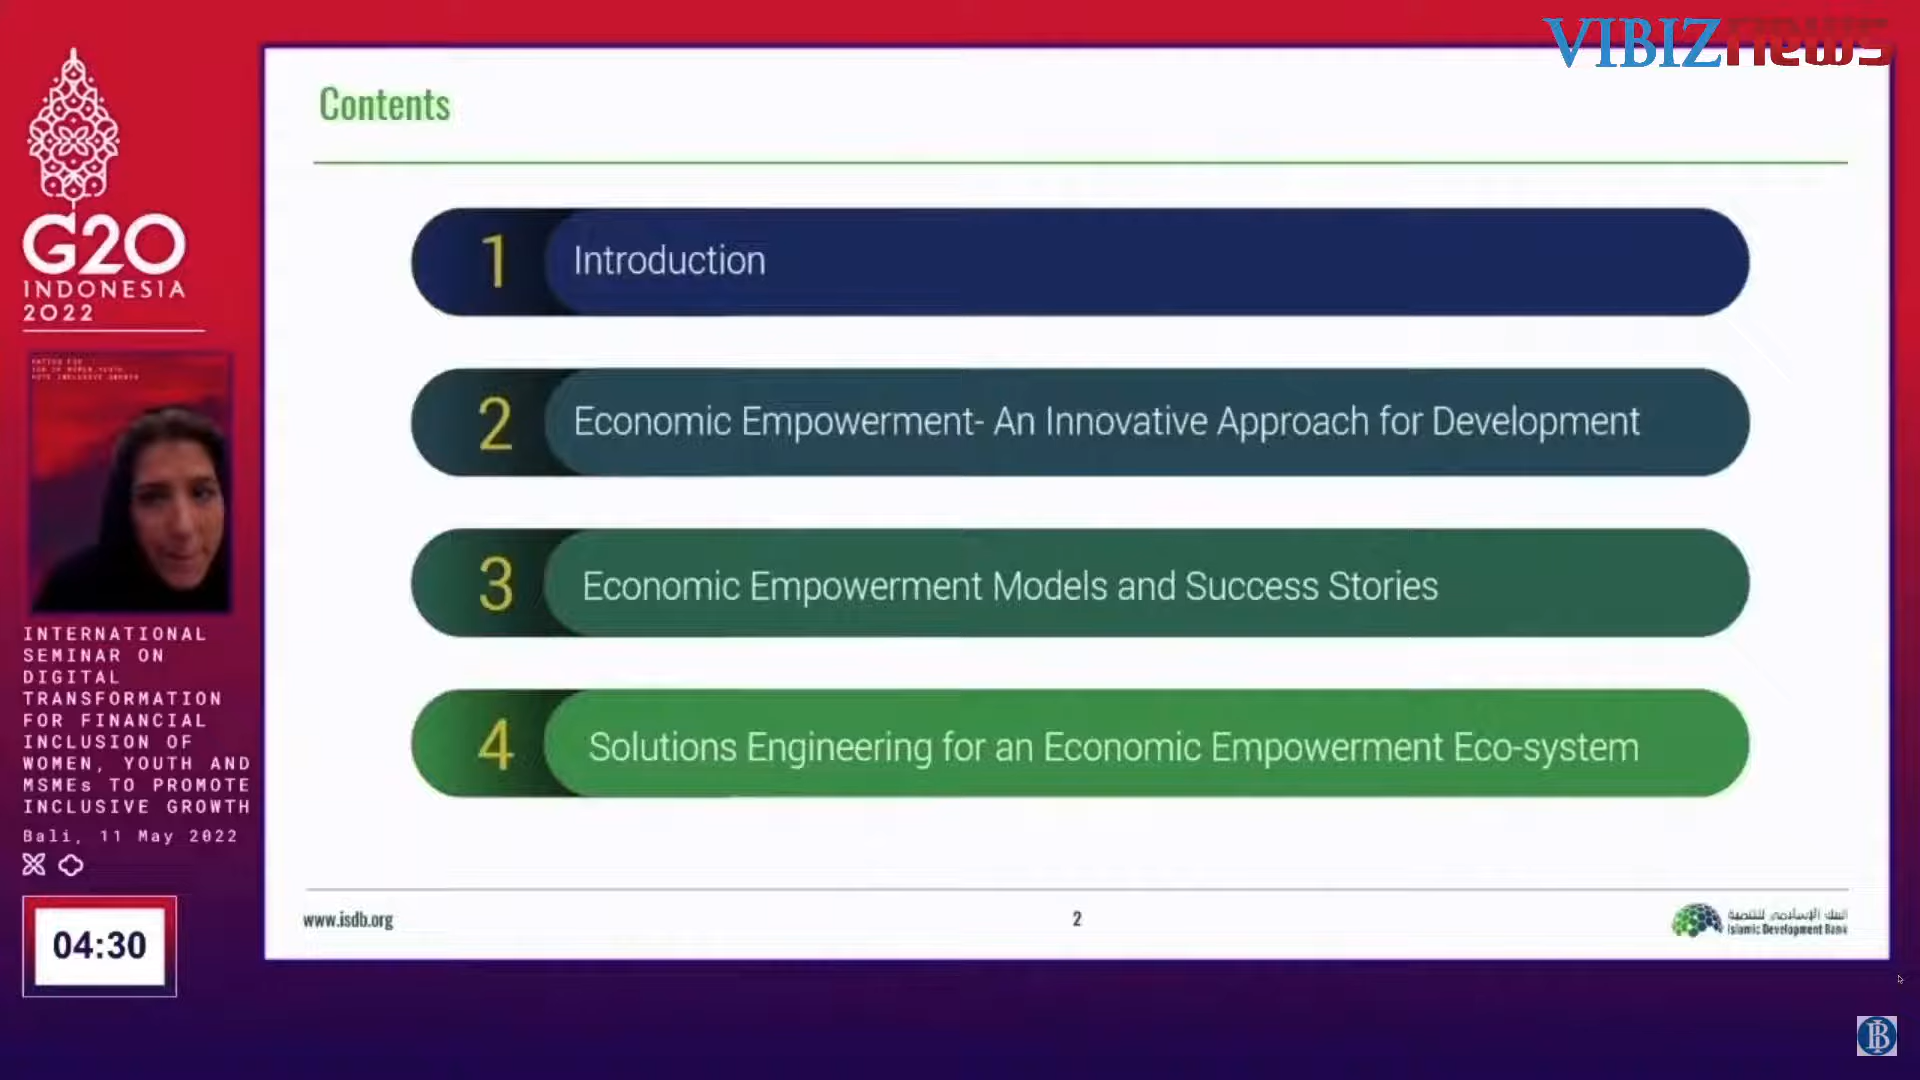 VIBIZnews
G20
INDONESIA
2022
INTERNATIONAL
SEMINAR ON
DIGITAL
TRANSFORMATION
FOR FINANCIAL
INCLUSION OF
WOMEN, YOUTH AND
MSMEs TO PROMOTE
INCLUSIVE GROWTH
Bali, 11 May 2022
04:30
Contents
1 Introduction
2 Economic Empowerment- An Innovative Approach for Development
3 Economic Empowerment Models and Success Stories
4 Solutions Engineering for an Economic Empowerment Eco-system
www.isdb.org
2
البنك الإسلامي للتنمية
Islamic Development Bank